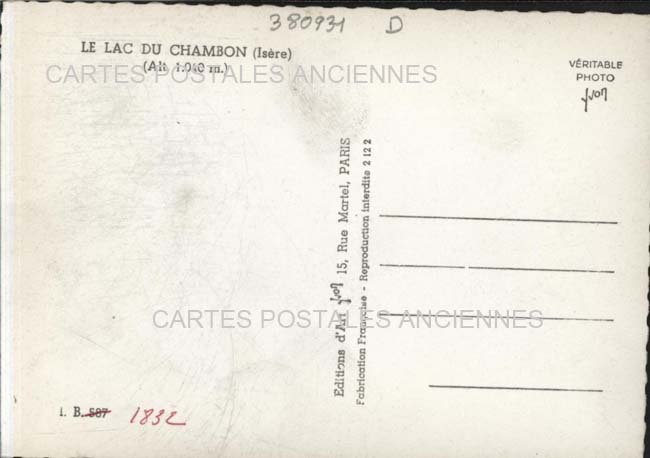 380931 D
LE LAC DU CHAMBON (Isère)
(Alt. 1.040 m.)
CARTES POSTALES ANCIENNES
VÉRITABLE
PHOTO
yvon
Editions d'Art yvon 15, Rue Martel, PARIS
Fabrication Française - Reproduction interdite 2 12 2
CARTES POSTALES ANCIENNES
1. B. 587 1832